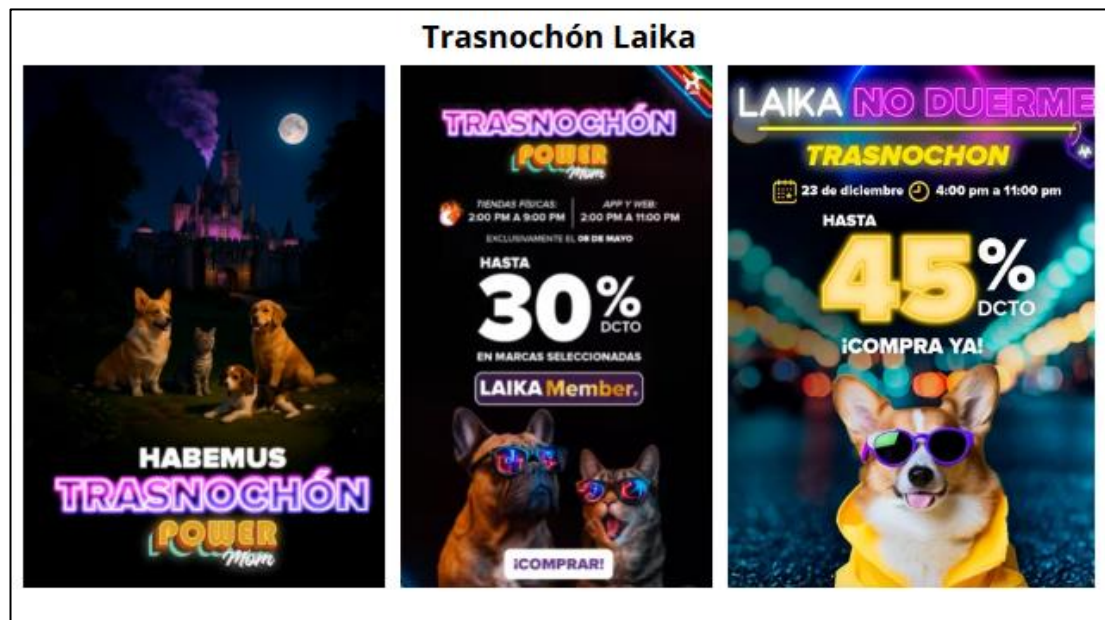 Trasnochón Laika
HABEMUS
TRASNOCHÓN
POWER
Mom
TRASNOCHÓN
POWER
Mom
TIENDAS FÍSICAS:
2:00 PM A 9:00 PM
APP Y WEB:
2:00 PM A 11:00 PM
EXCLUSIVAMENTE EL 08 DE MAYO
HASTA
30%
DCTO
EN MARCAS SELECCIONADAS
LAIKA Member®
¡COMPRAR!
LAIKA NO DUERME
TRASNOCHON
23 de diciembre 4:00 pm a 11:00 pm
HASTA
45%
DCTO
¡COMPRA YA!